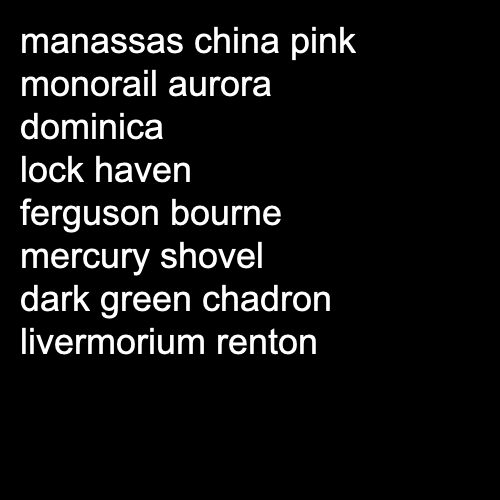 manassas china pink
monorail aurora
dominica
lock haven
ferguson bourne
mercury shovel
dark green chadron
livermorium renton